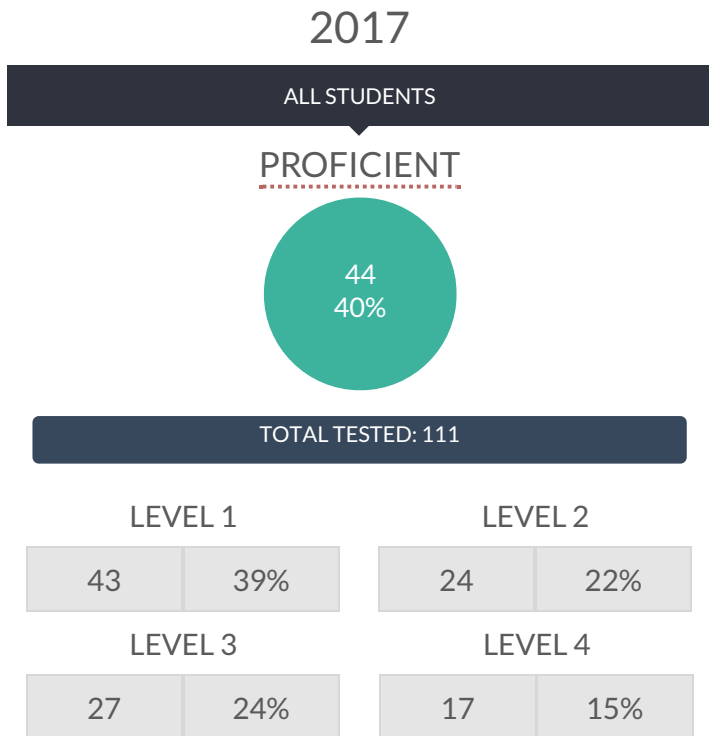 2017
ALL STUDENTS
PROFICIENT
44
40%
TOTAL TESTED: 111
LEVEL 1 LEVEL 2
43 39% 24 22%
LEVEL 3 LEVEL 4
27 24% 17 15%